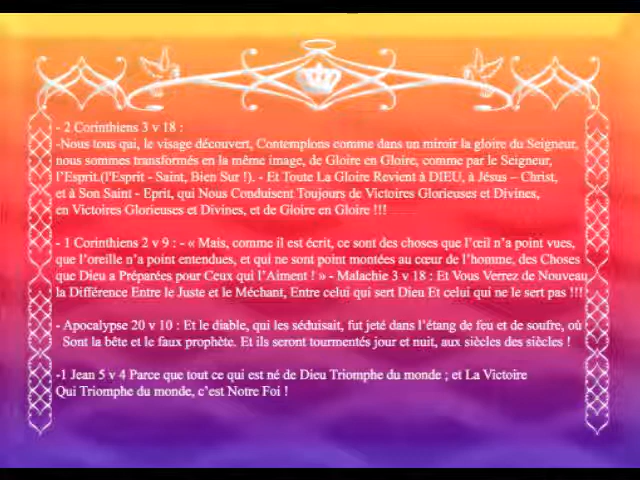 - 2 Corinthiens 3 v 18 :
-Nous tous qui, le visage découvert, Contemplons comme dans un miroir la gloire du Seigneur,
nous sommes transformés en la même image, de Gloire en Gloire, comme par le Seigneur,
l'Esprit.(l'Esprit - Saint, Bien Sur !). - Et Toute La Gloire Revient à DIEU, à Jésus – Christ,
et à Son Saint - Eprit, qui Nous Conduisent Toujours de Victoires Glorieuses et Divines,
en Victoires Glorieuses et Divines, et de Gloire en Gloire !!!
- 1 Corinthiens 2 v 9 : - « Mais, comme il est écrit, ce sont des choses que l'œil n'a point vues,
que l'oreille n'a point entendues, et qui ne sont point montées au cœur de l'homme, des Choses
que Dieu a Préparées pour Ceux qui l'Aiment ! » - Malachie 3 v 18 : Et Vous Verrez de Nouveau
la Différence Entre le Juste et le Méchant, Entre celui qui sert Dieu Et celui qui ne le sert pas !!!
- Apocalypse 20 v 10 : Et le diable, qui les séduisait, fut jeté dans l'étang de feu et de soufre, où
Sont la bête et le faux prophète. Et ils seront tourmentés jour et nuit, aux siècles des siècles !
-1 Jean 5 v 4 Parce que tout ce qui est né de Dieu Triomphe du monde ; et La Victoire
Qui Triomphe du monde, c'est Notre Foi !